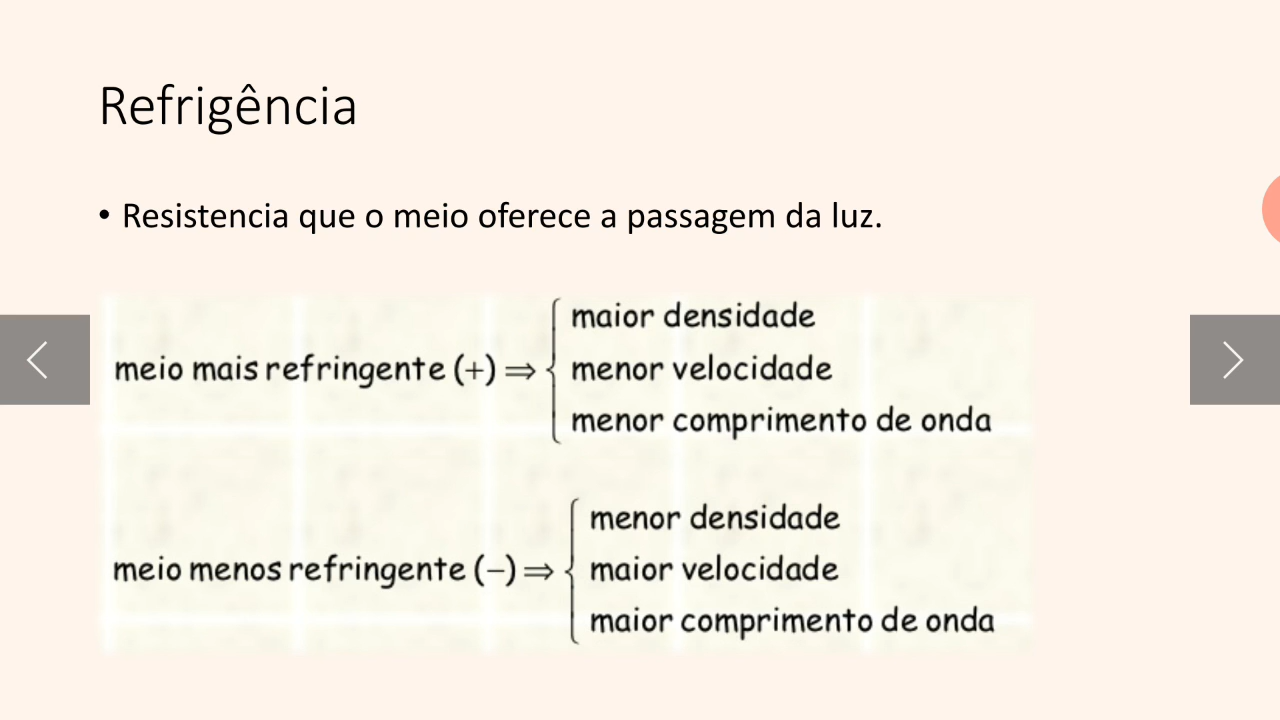 Refrigência
• Resistencia que o meio oferece a passagem da luz.
maior densidade
meio mais refringente (+) ⇒ menor velocidade
menor comprimento de onda
menor densidade
meio menos refringente (−) ⇒ maior velocidade
maior comprimento de onda